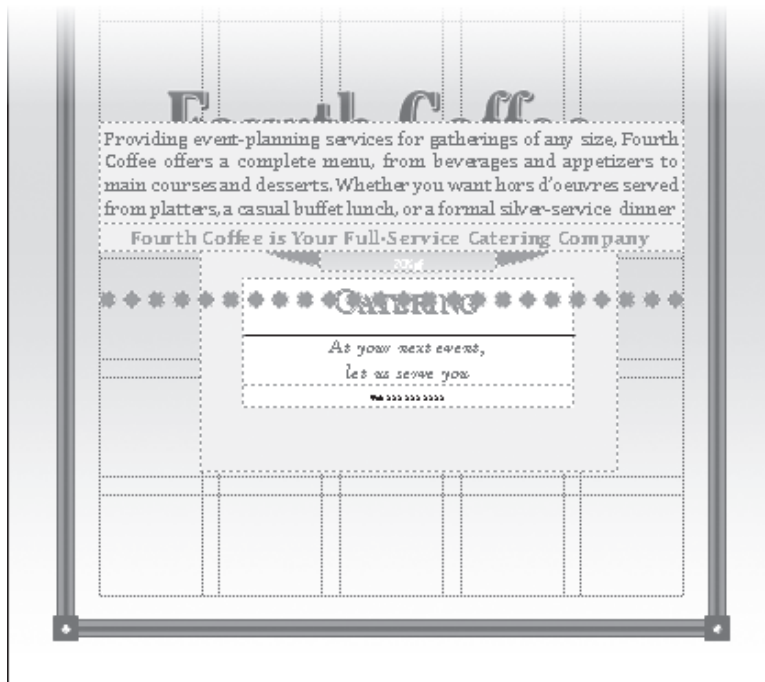 Fourth Coffee
Providing event-planning services for gatherings of any size, Fourth
Coffee offers a complete menu, from beverages and appetizers to
main courses and desserts. Whether you want hors d'oeuvres served
from platters, a casual buffet lunch, or a formal silver-service dinner
Fourth Coffee is Your Full-Service Catering Company
CATERING
At your next event,
let us serve you